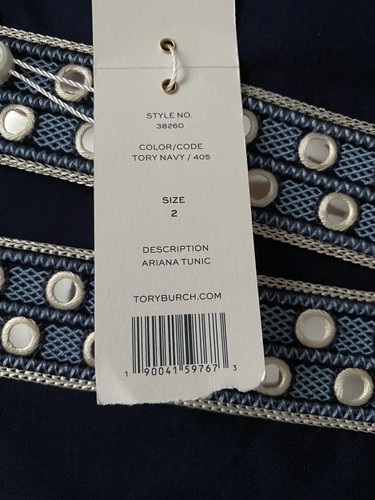 STYLE NO.
38260
COLOR/CODE
TORY NAVY / 405
SIZE
2
DESCRIPTION
ARIANA TUNIC
TORYBURCH.COM
1 90041 59767 3